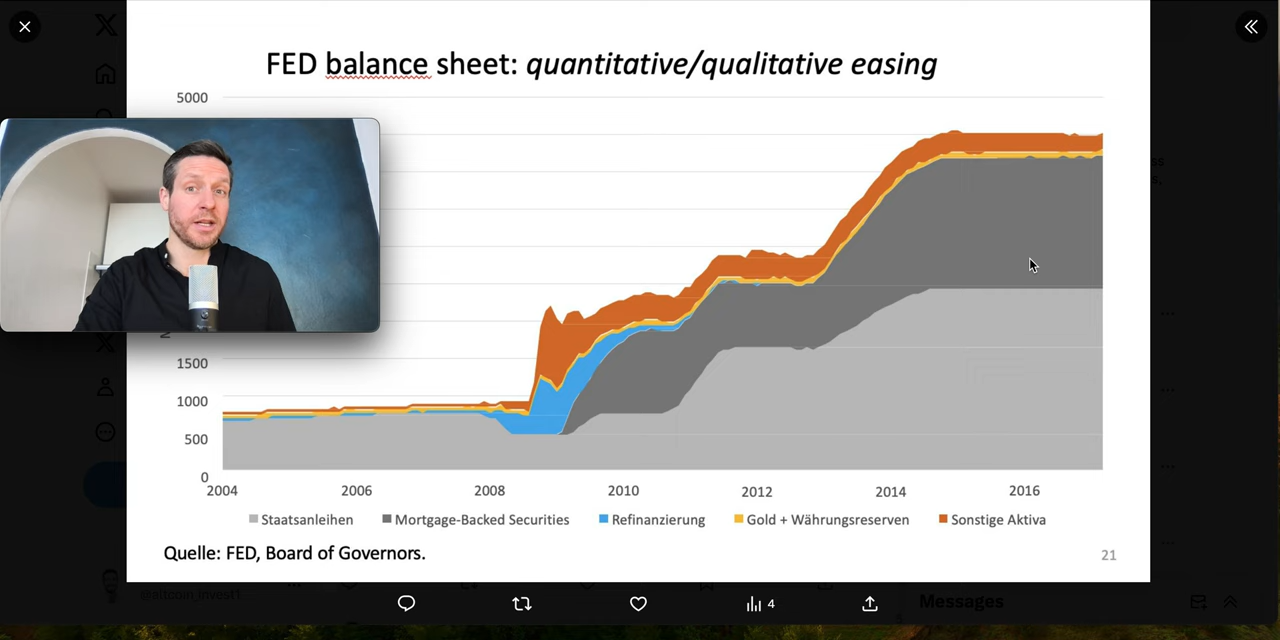 FED balance sheet: quantitative/qualitative easing
5000
1500
1000
500
0
2004 2006 2008 2010 2012 2014 2016
Staatsanleihen Mortgage-Backed Securities Refinanzierung Gold + Währungsreserven Sonstige Aktiva
Quelle: FED, Board of Governors.
21
@altcoin_invest1...
4
Messages